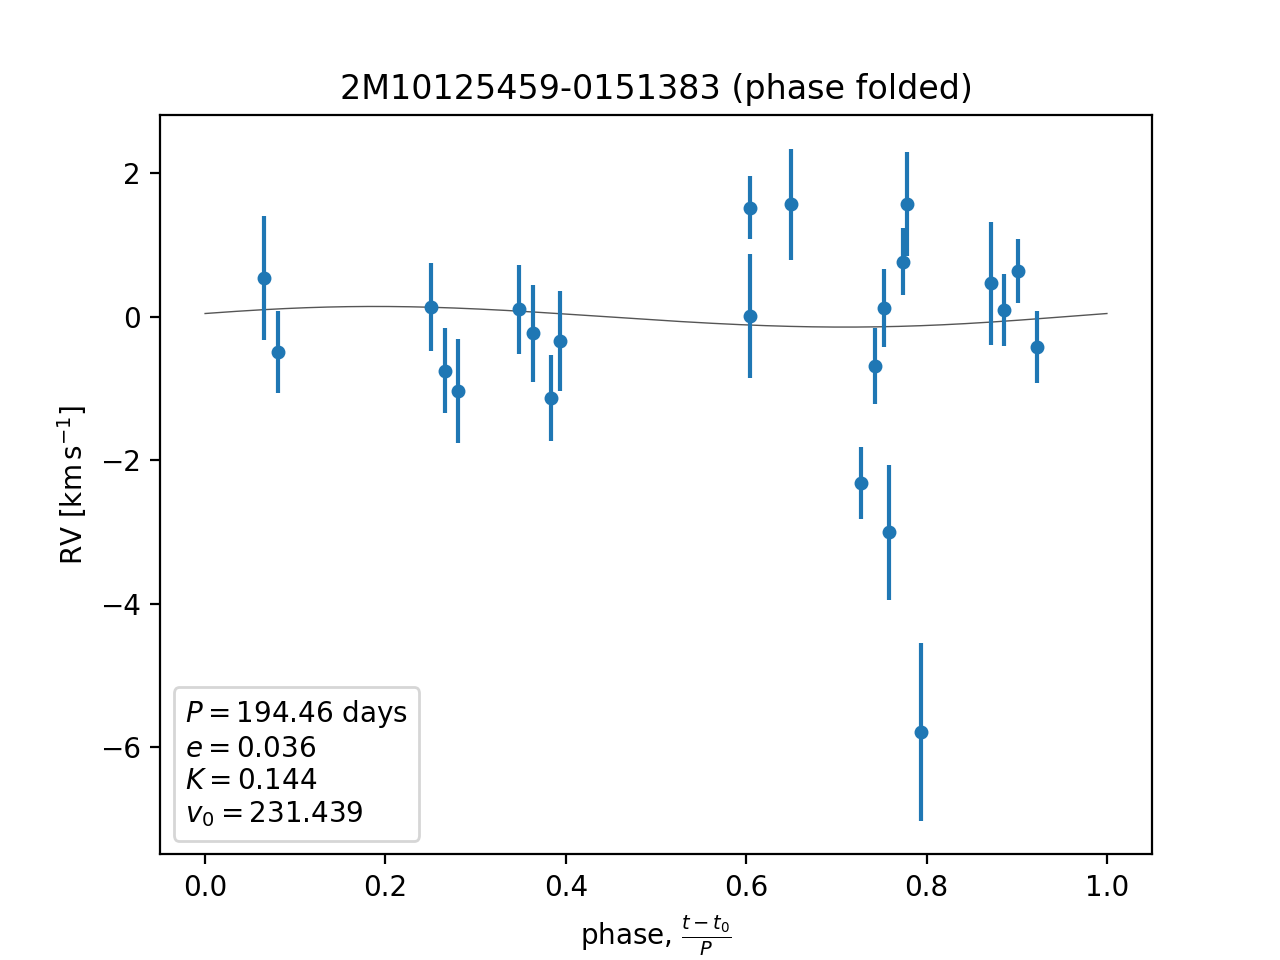 2M10125459-0151383 (phase folded)
2
0
−2
−4
−6
RV [km s⁻¹]
P = 194.46 days
e = 0.036
K = 0.144
v₀ = 231.439
0.0 0.2 0.4 0.6 0.8 1.0
phase, (t − t₀)/P